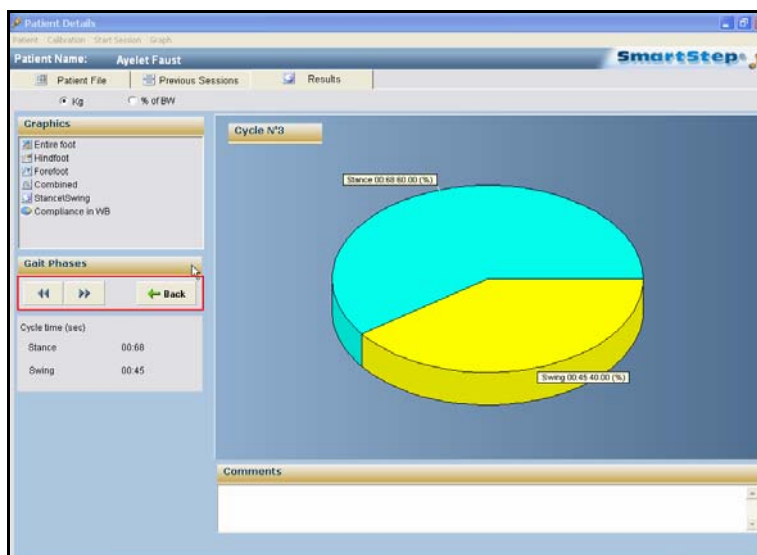 Patient Details
Patient Calibration Start Session Graph
Patient Name: Ayelet Faust
SmartStep
Patient File Previous Sessions Results
Kg % of BW
Graphics
Entire foot
Hindfoot
Forefoot
Combined
Stance\Swing
Compliance in WB
Gait Phases
Back
Cycle time (sec)
Stance 00:68
Swing 00:45
Cycle N°3
Stance 00:68 60.00 (%)
Swing 00:45 40.00 (%)
Comments